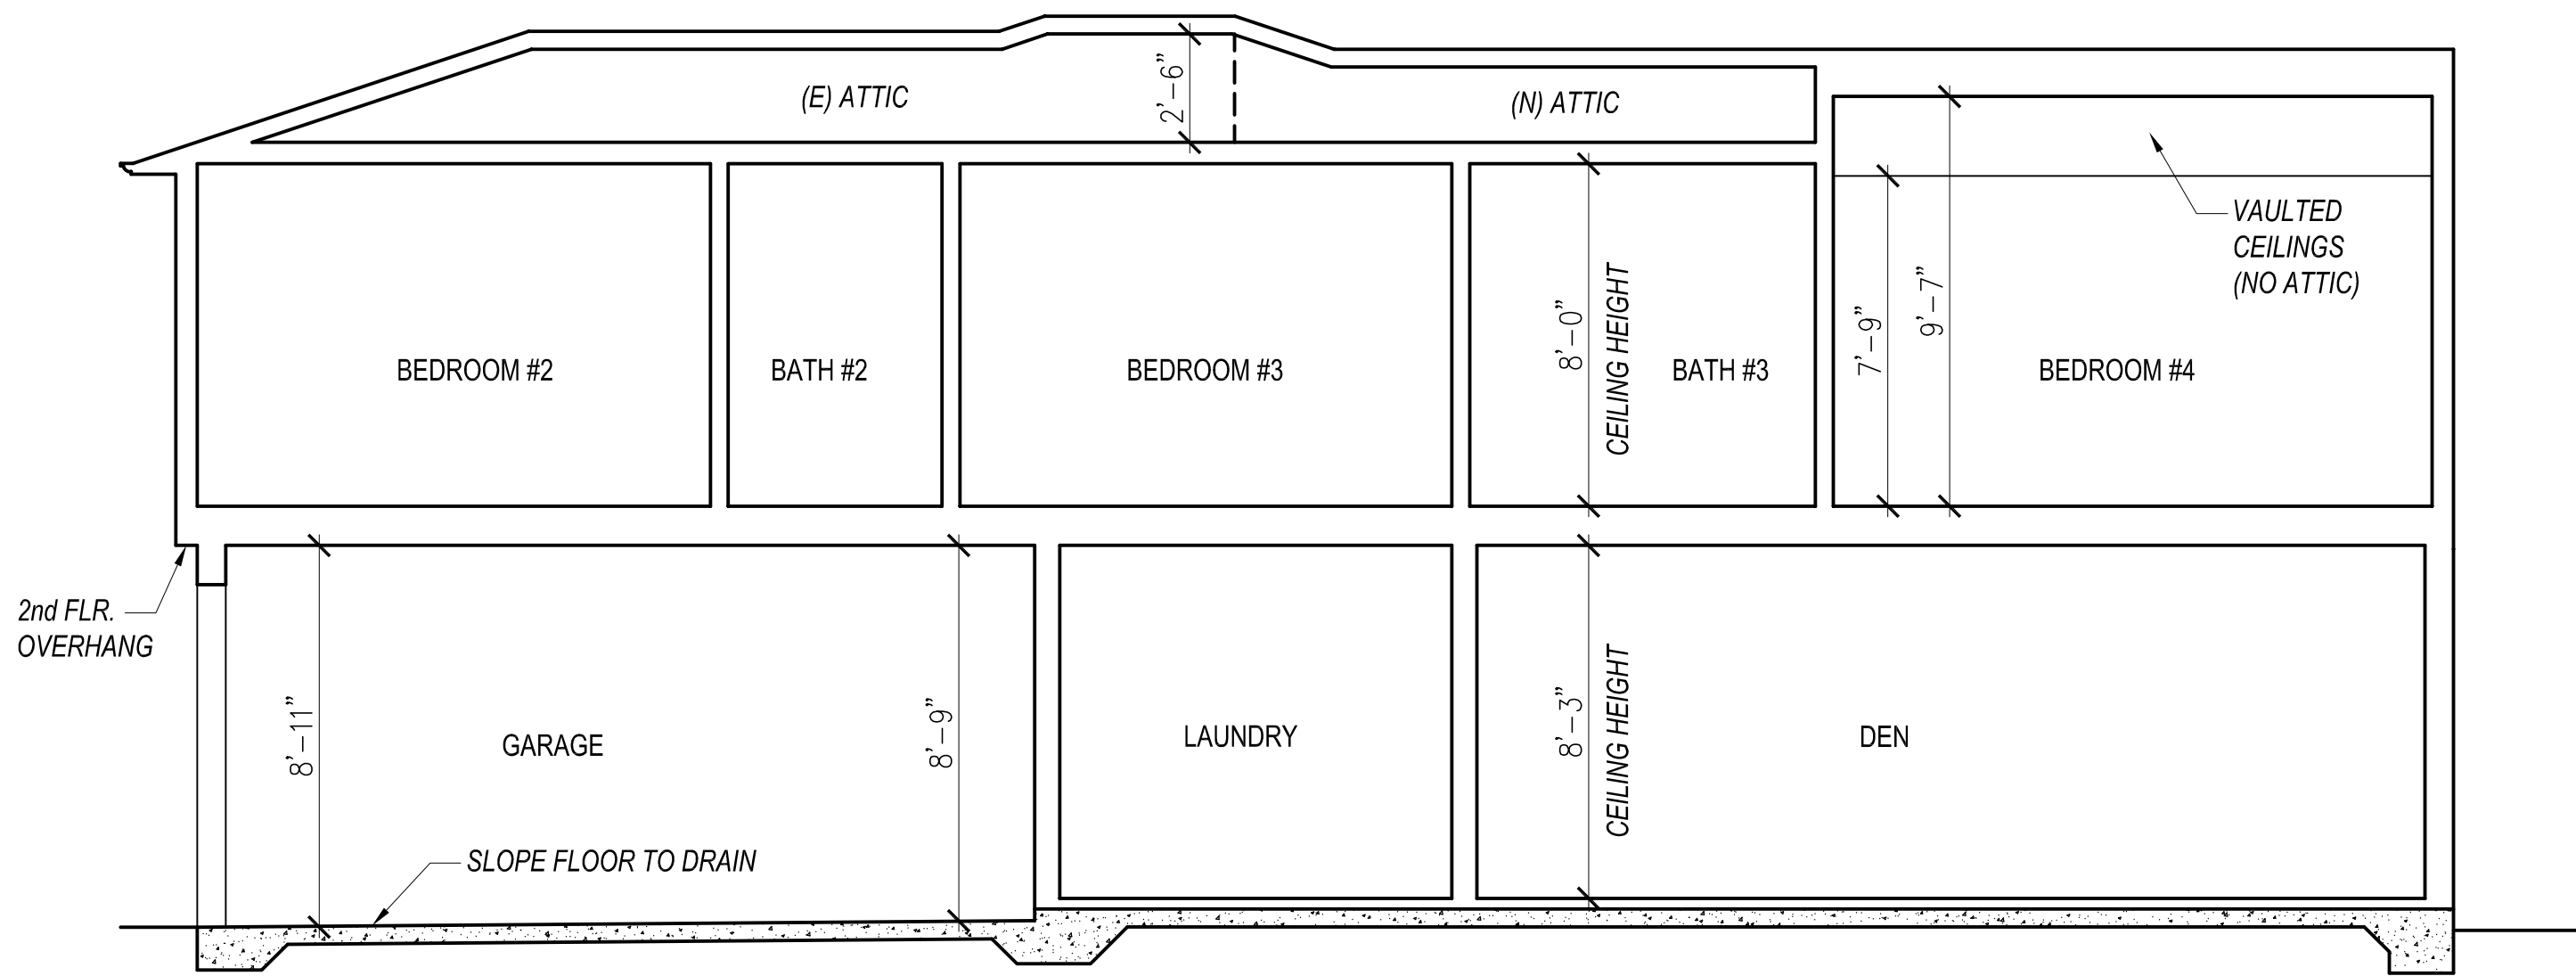 2'-6"
(E) ATTIC
(N) ATTIC
VAULTED
CEILINGS
(NO ATTIC)
BEDROOM #2
BATH #2
BEDROOM #3
8'-0"
CEILING HEIGHT
BATH #3
7'-9"
9'-7"
BEDROOM #4
2nd FLR.
OVERHANG
8'-11"
GARAGE
8'-9"
LAUNDRY
8'-3"
CEILING HEIGHT
DEN
SLOPE FLOOR TO DRAIN